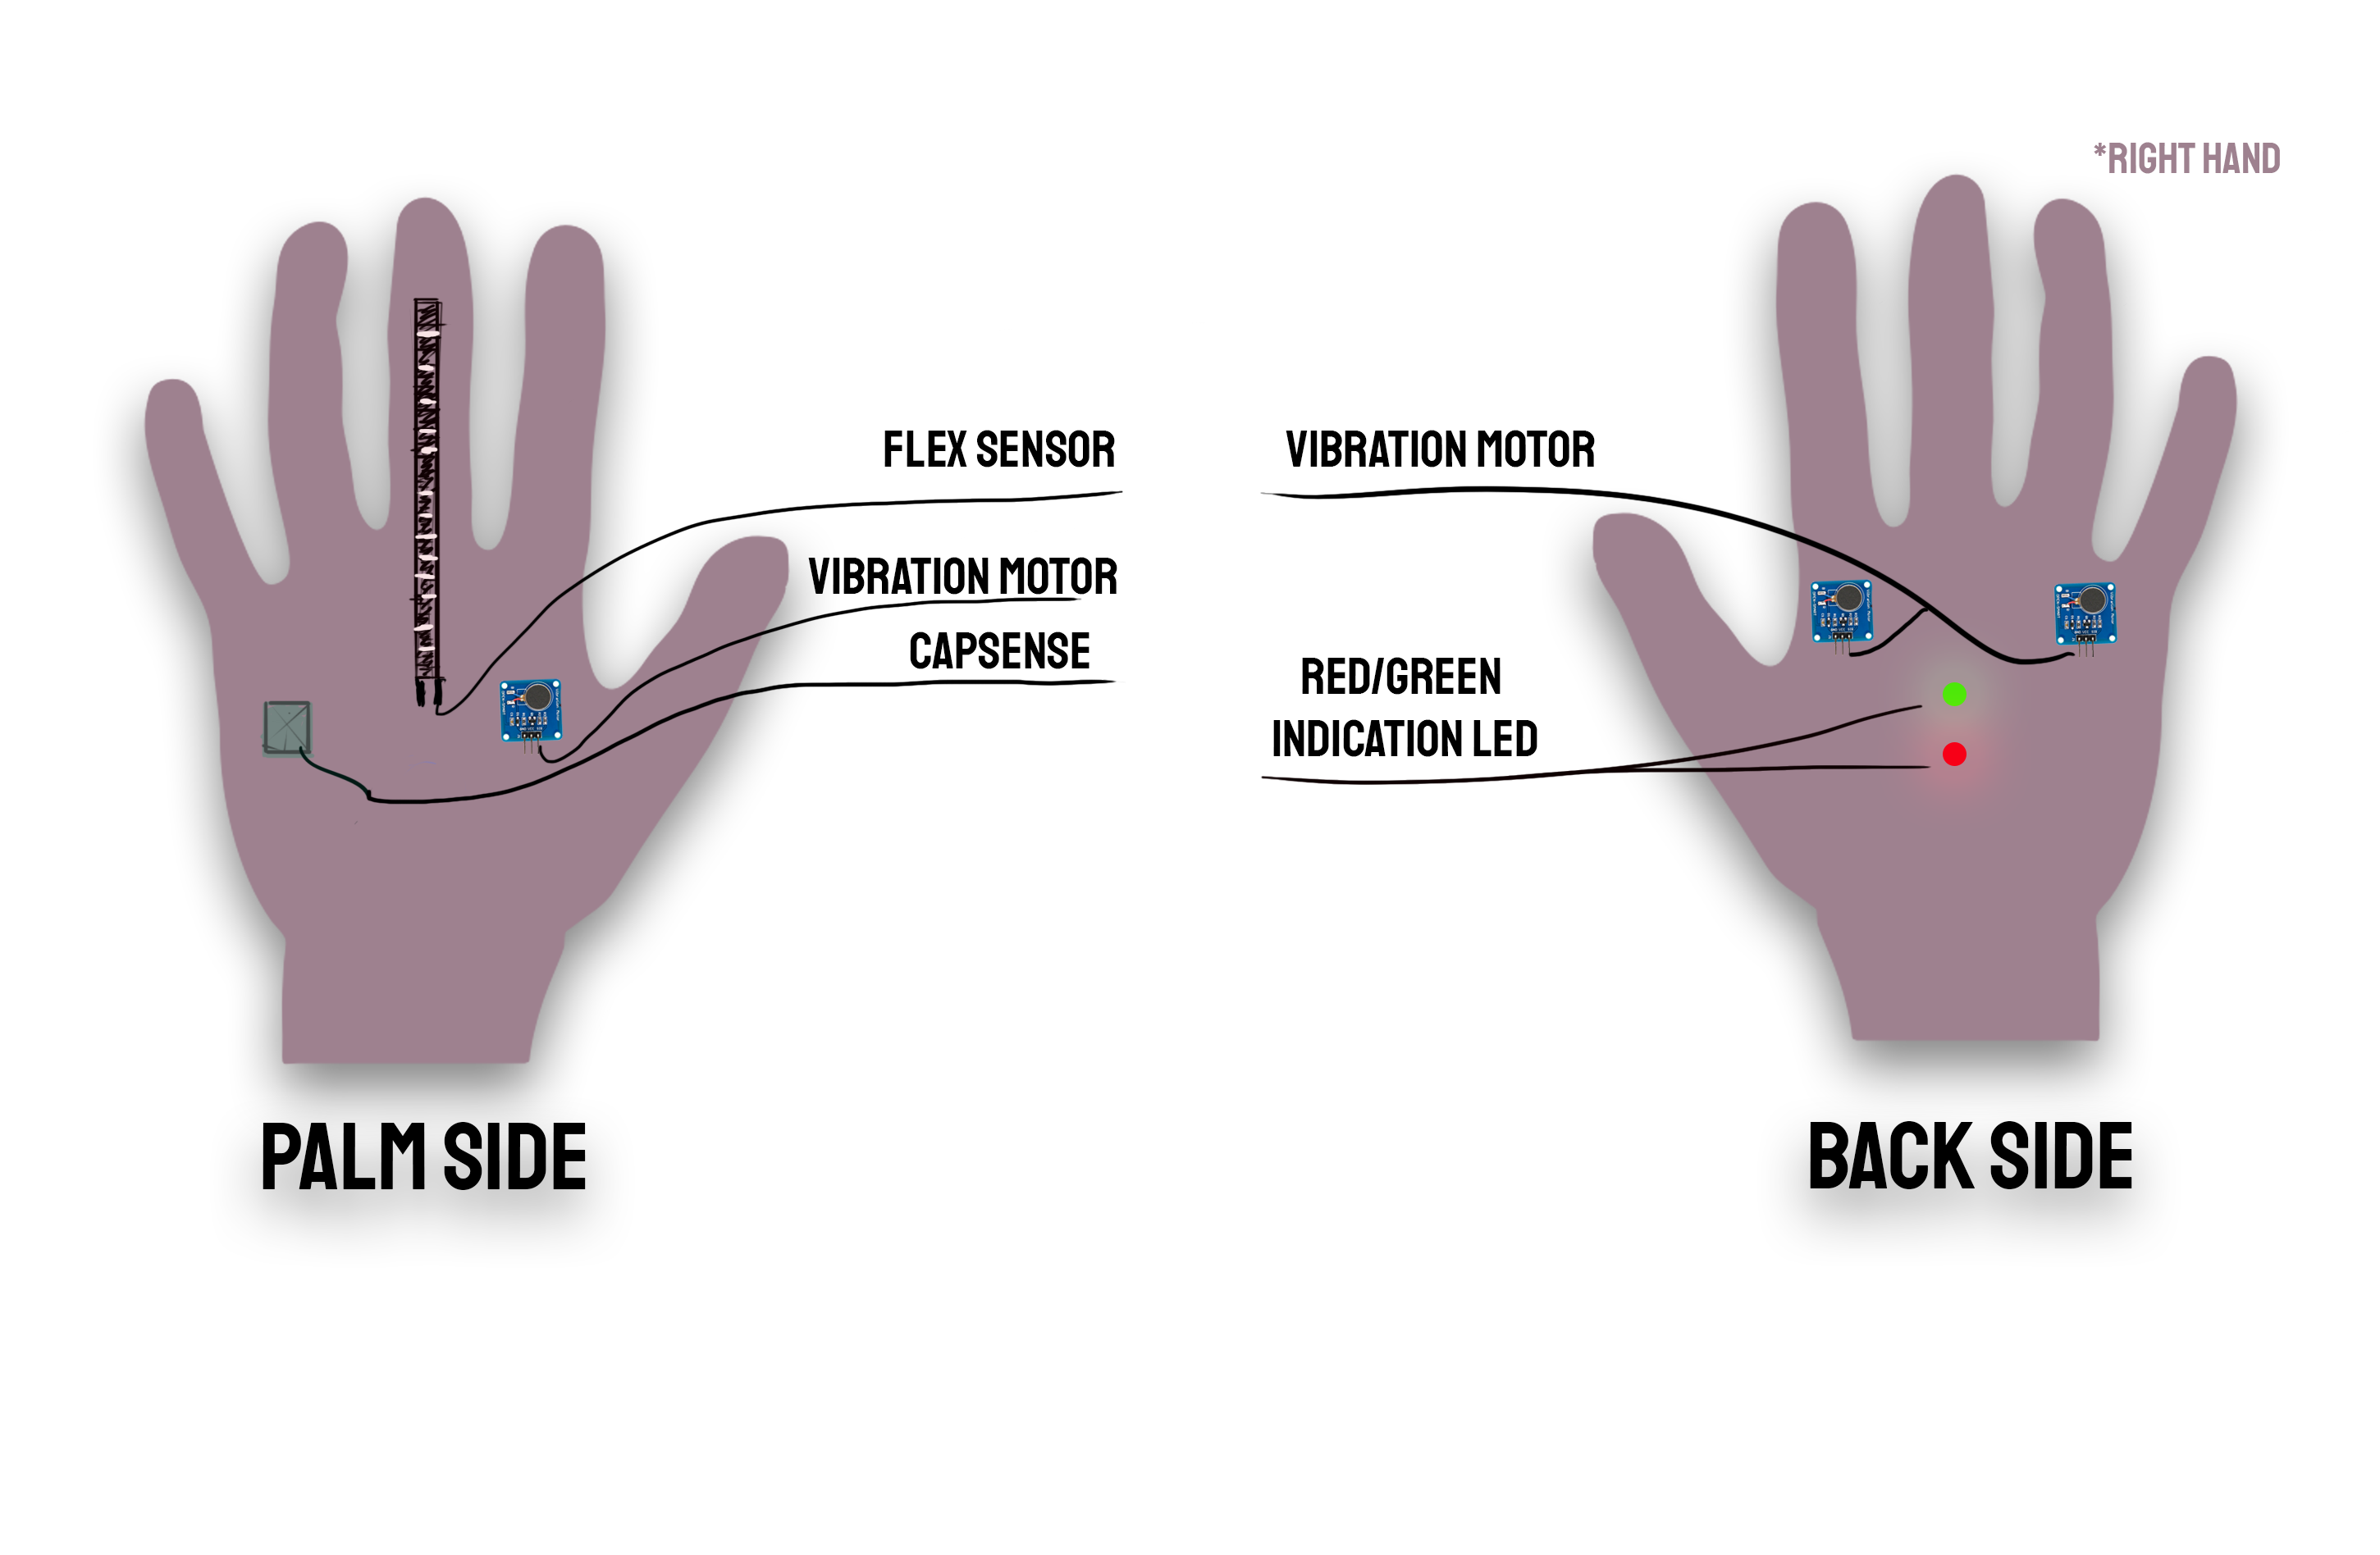 *RIGHT HAND
FLEX SENSOR
VIBRATION MOTOR
CAPSENSE
VIBRATION MOTOR
RED/GREEN
INDICATION LED
PALM SIDE
BACK SIDE